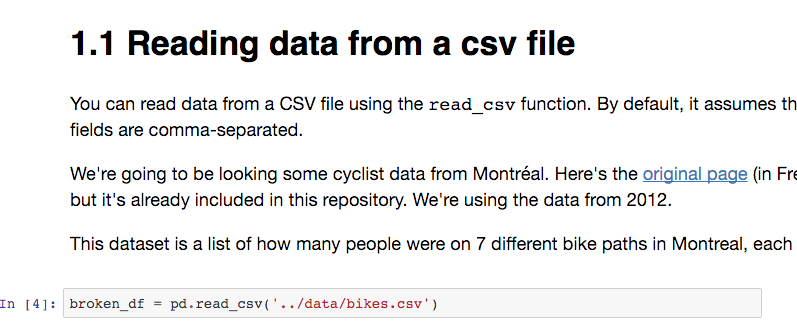 1.1 Reading data from a csv file
You can read data from a CSV file using the read_csv function. By default, it assumes th
fields are comma-separated.
We're going to be looking some cyclist data from Montréal. Here's the original page (in Fre
but it's already included in this repository. We're using the data from 2012.
This dataset is a list of how many people were on 7 different bike paths in Montreal, each
In [4]: broken_df = pd.read_csv('../data/bikes.csv')